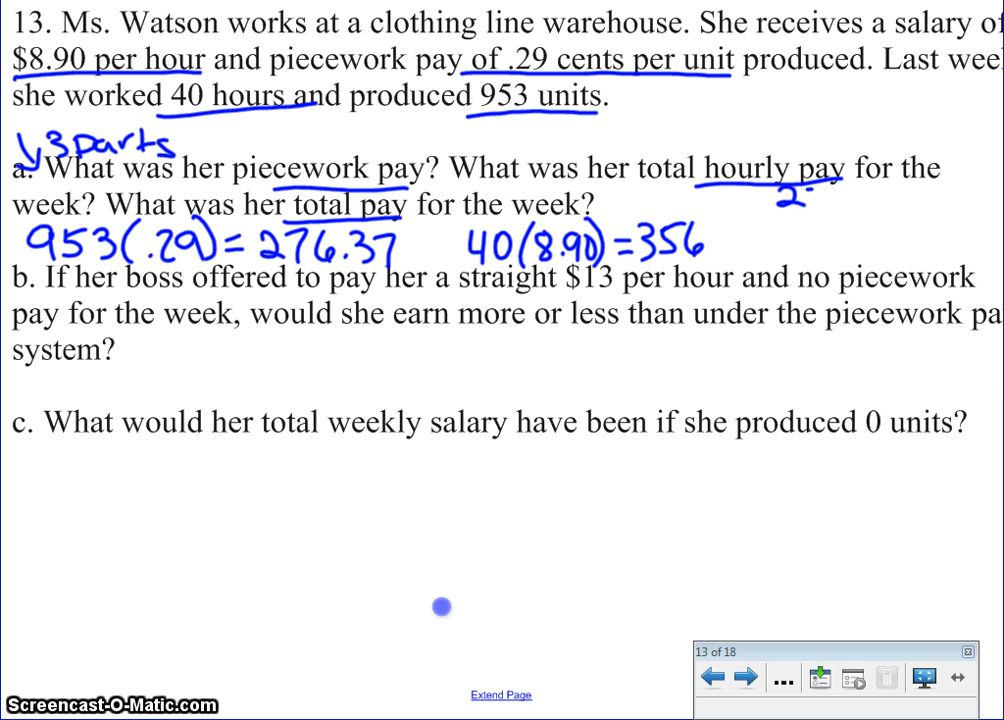 13. Ms. Watson works at a clothing line warehouse. She receives a salary of
$8.90 per hour and piecework pay of .29 cents per unit produced. Last wee
she worked 40 hours and produced 953 units.
3 parts
a. What was her piecework pay? What was her total hourly pay for the
2
week? What was her total pay for the week?
953(.29)=276.37 40(8.90)=356
b. If her boss offered to pay her a straight $13 per hour and no piecework
pay for the week, would she earn more or less than under the piecework pa
system?
c. What would her total weekly salary have been if she produced 0 units?
13 of 18
...
Extend Page
Screencast-O-Matic.com